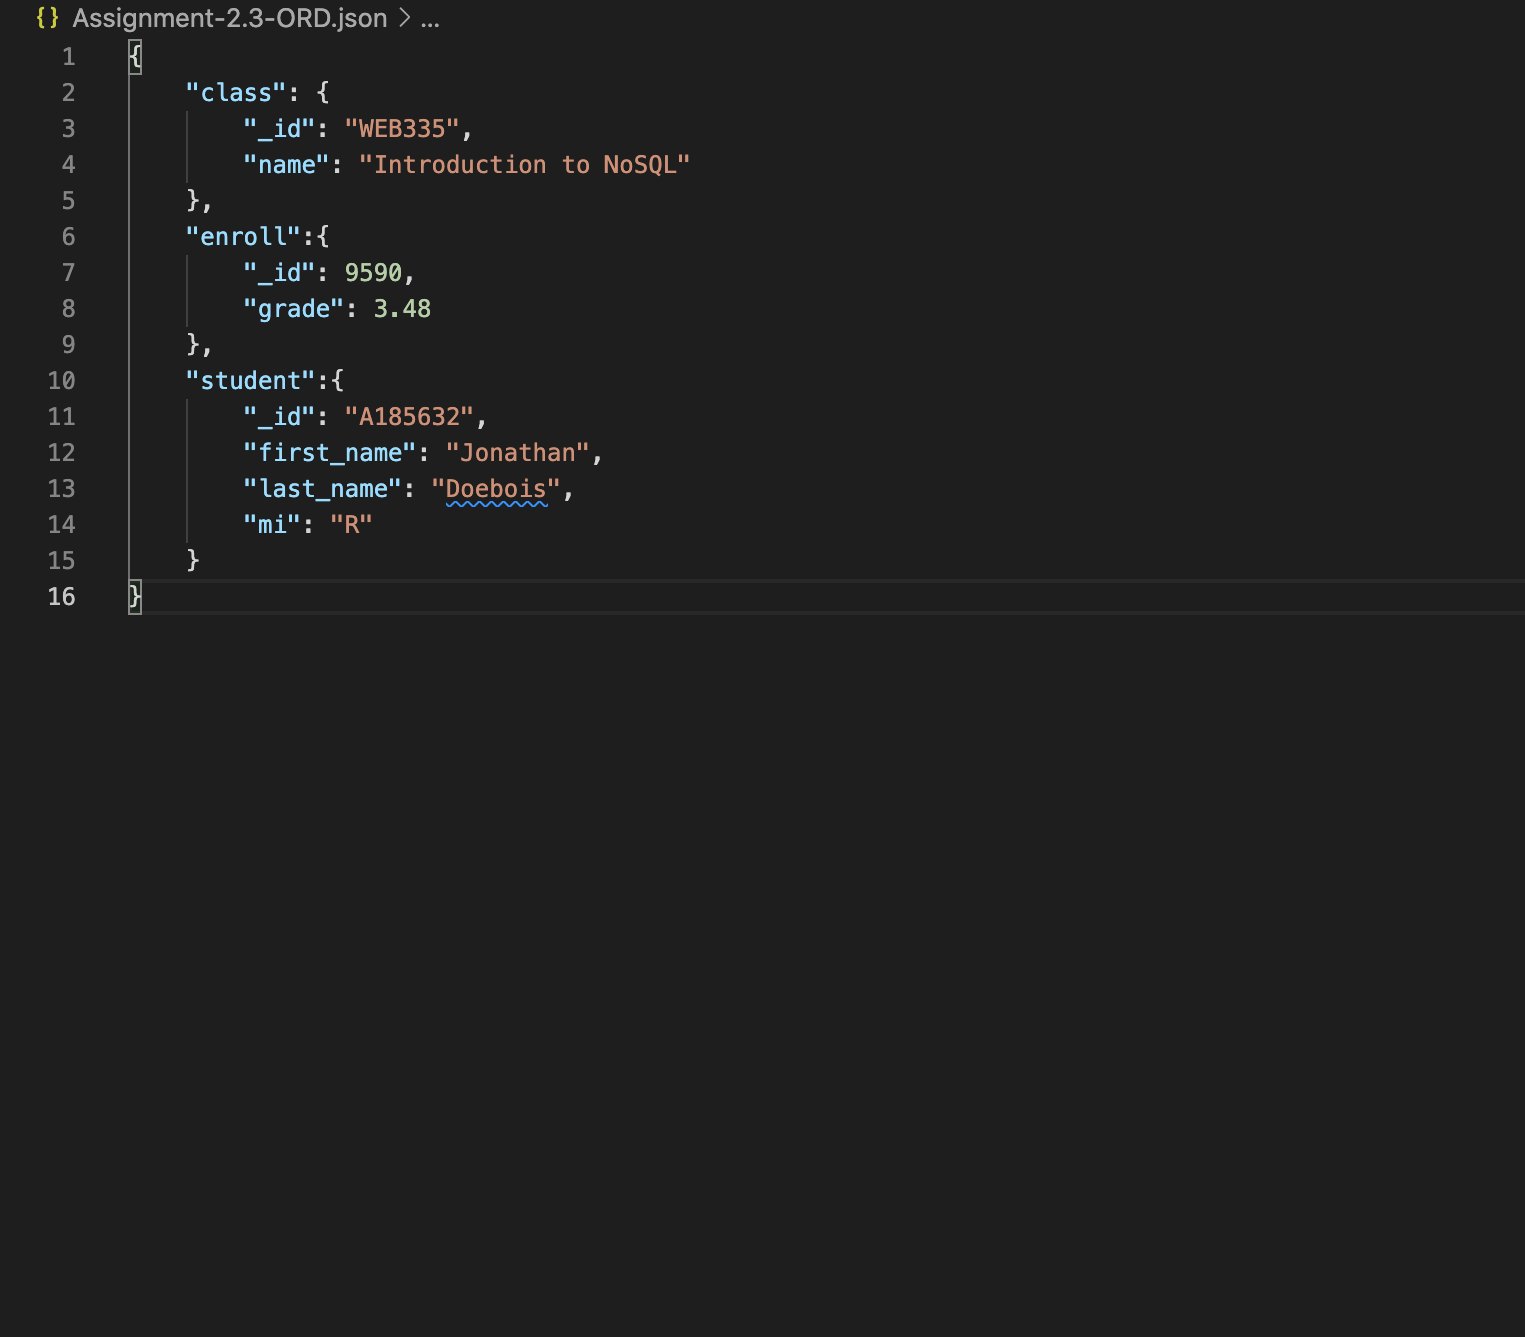 {} Assignment-2.3-ORD.json > ...
1 {
2 "class": {
3 "_id": "WEB335",
4 "name": "Introduction to NoSQL"
5 },
6 "enroll":{
7 "_id": 9590,
8 "grade": 3.48
9 },
10 "student":{
11 "_id": "A185632",
12 "first_name": "Jonathan",
13 "last_name": "Doebois",
14 "mi": "R"
15 }
16 }